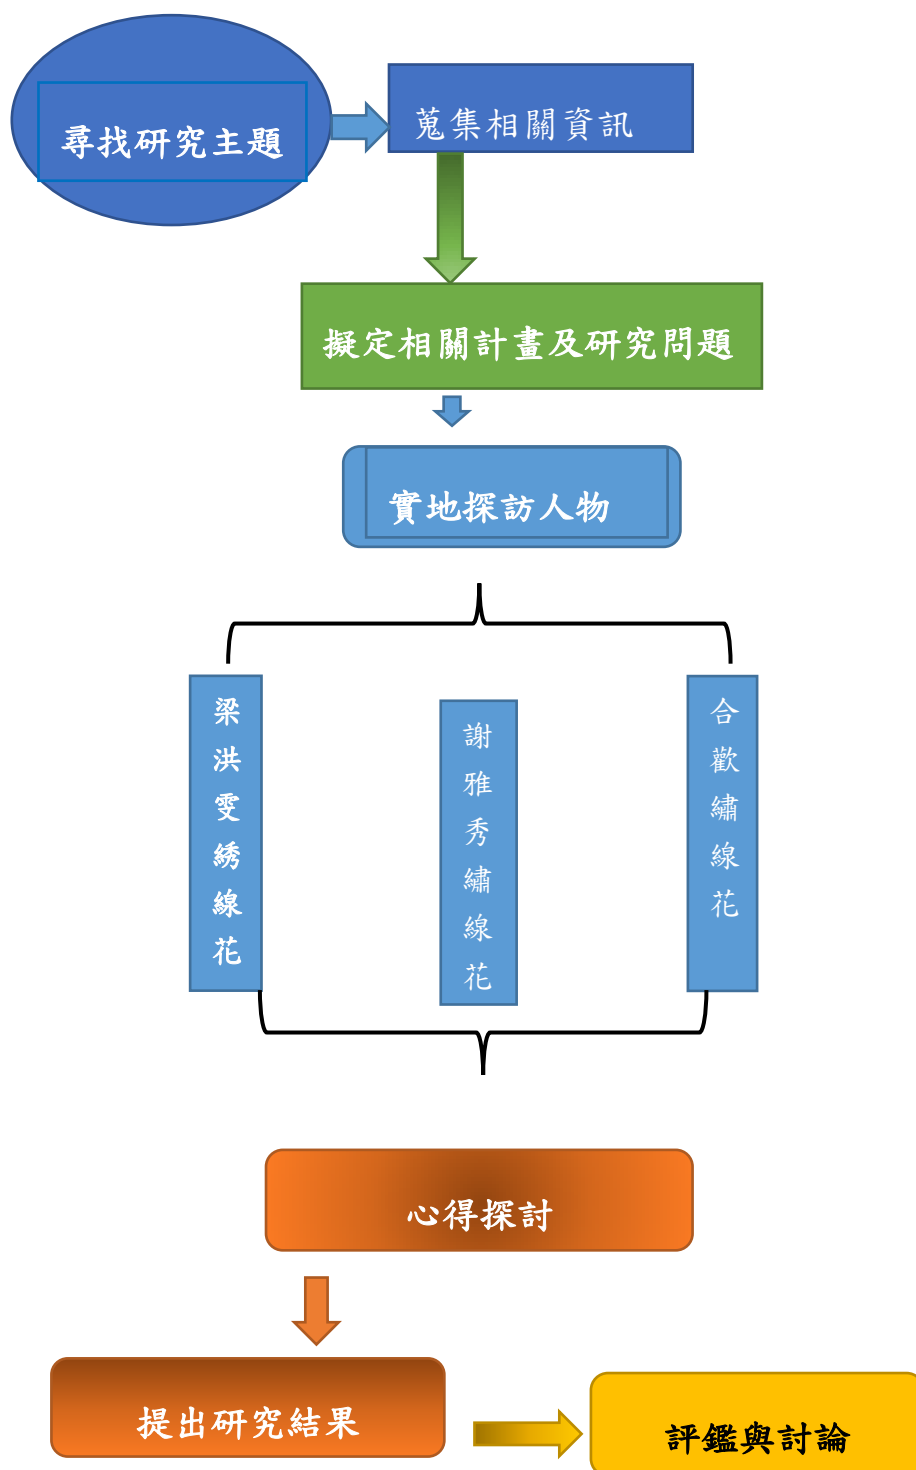 尋找研究主題
蒐集相關資訊
擬定相關計畫及研究問題
實地探訪人物
梁洪雯綉線花
謝雅秀繡線花
合歡繡線花
心得探討
提出研究結果
評鑑與討論